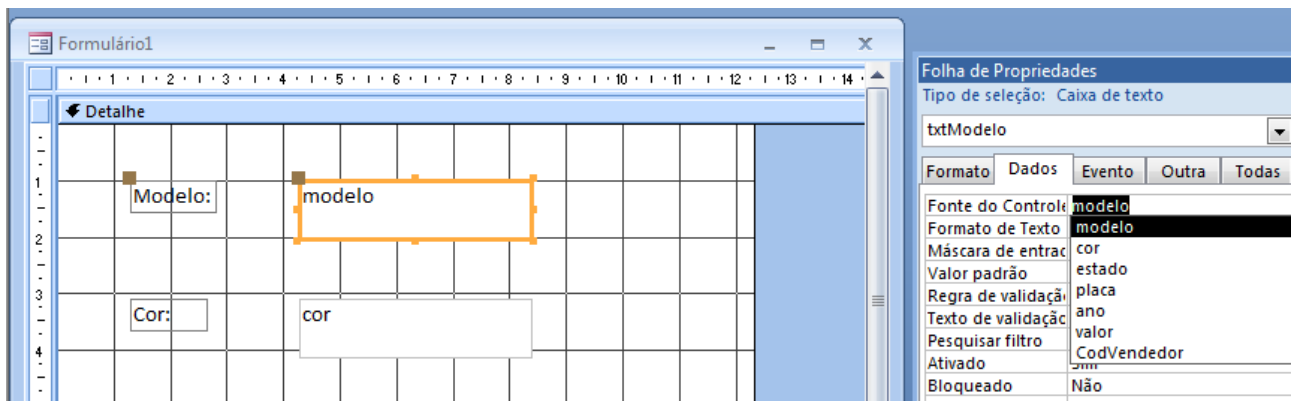 Formulário1
1 2 3 4 5 6 7 8 9 10 11 12 13 14
Detalhe
1
Modelo:
modelo
2
3
Cor:
cor
4
Folha de Propriedades
Tipo de seleção: Caixa de texto
txtModelo
Formato Dados Evento Outra Todas
Fonte do Controle modelo
Formato de Texto modelo
Máscara de entrad cor
Valor padrão estado
Regra de validaçã placa
Texto de validação ano
Pesquisar filtro valor
Ativado CodVendedor
Bloqueado Não